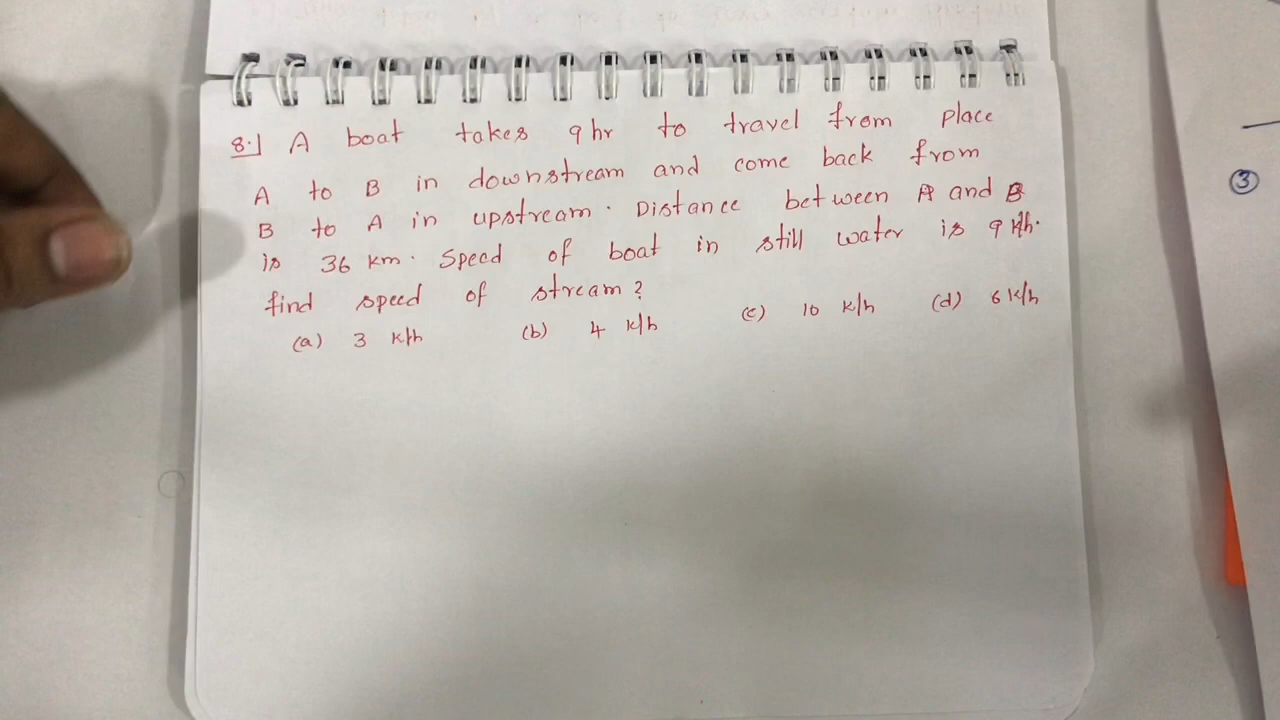 8.] A boat takes 9 hr to travel from place
A to B in downstream and come back from
B to A in upstream. Distance between A and B
is 36 km. Speed of boat in still water is 9 k/h.
find speed of stream?
(a) 3 k/h (b) 4 k/h (c) 10 k/h (d) 6 k/h
3